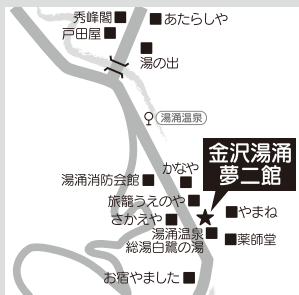 秀峰閣
あたらしや
戸田屋
湯の出
湯涌温泉
金沢湯涌
夢二館
かなや
湯涌消防会館
旅籠うえのや
さかえや
やまね
湯涌温泉
総湯白鷺の湯
薬師堂
お宿やました